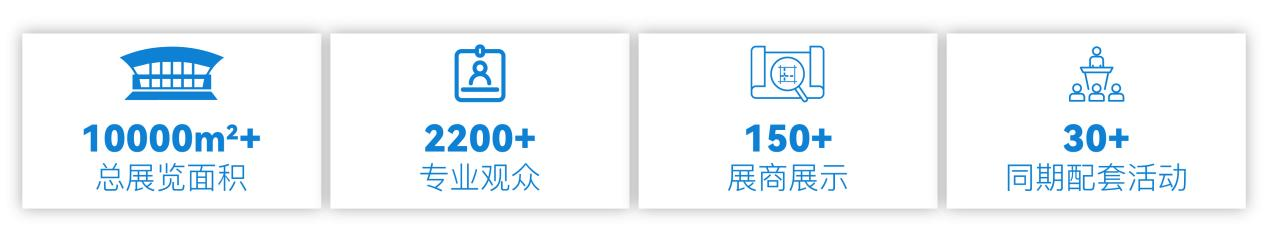 10000m²+
总展览面积
2200+
专业观众
150+
展商展示
30+
同期配套活动